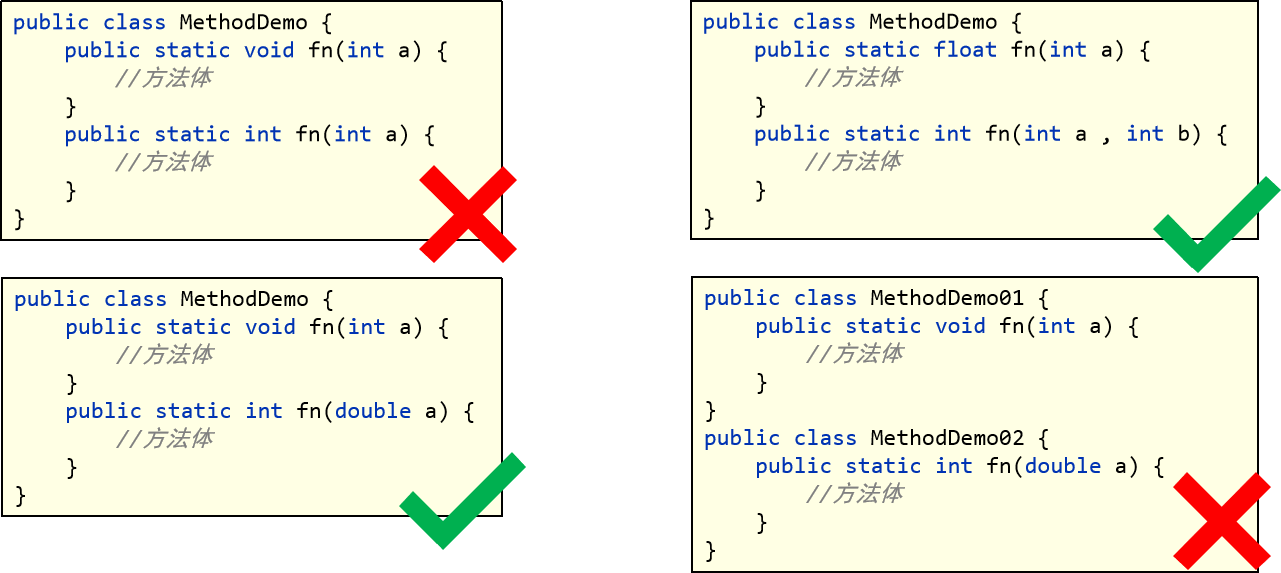 public class MethodDemo {
    public static void fn(int a) {
        //方法体
    }
    public static int fn(int a) {
        //方法体
    }
}
public class MethodDemo {
    public static float fn(int a) {
        //方法体
    }
    public static int fn(int a , int b) {
        //方法体
    }
}
public class MethodDemo {
    public static void fn(int a) {
        //方法体
    }
    public static int fn(double a) {
        //方法体
    }
}
public class MethodDemo01 {
    public static void fn(int a) {
        //方法体
    }
}
public class MethodDemo02 {
    public static int fn(double a) {
        //方法体
    }
}